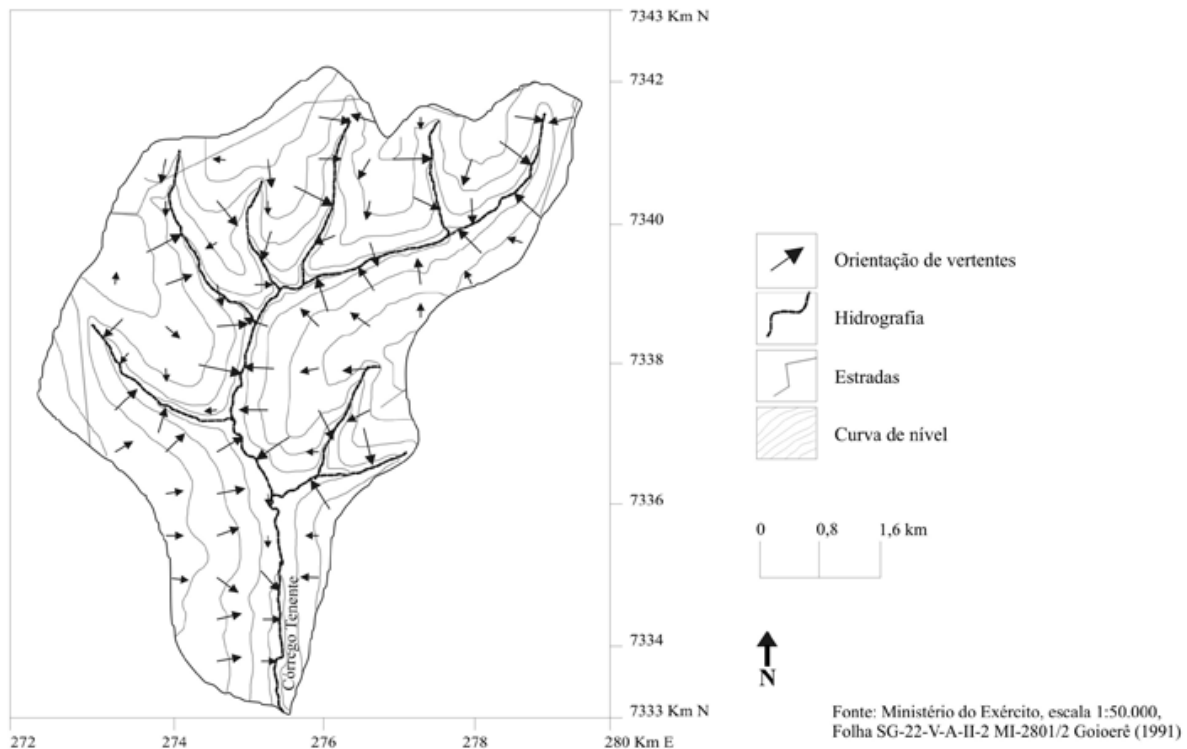 7343 Km N
7342
7340
7338
7336
7334
7333 Km N
272
274
276
278
280 Km E
Córrego Tenente
Orientação de vertentes
Hidrografia
Estradas
Curva de nível
0
0,8
1,6 km
N
Fonte: Ministério do Exército, escala 1:50.000,
Folha SG-22-V-A-II-2 MI-2801/2 Goioerê (1991)